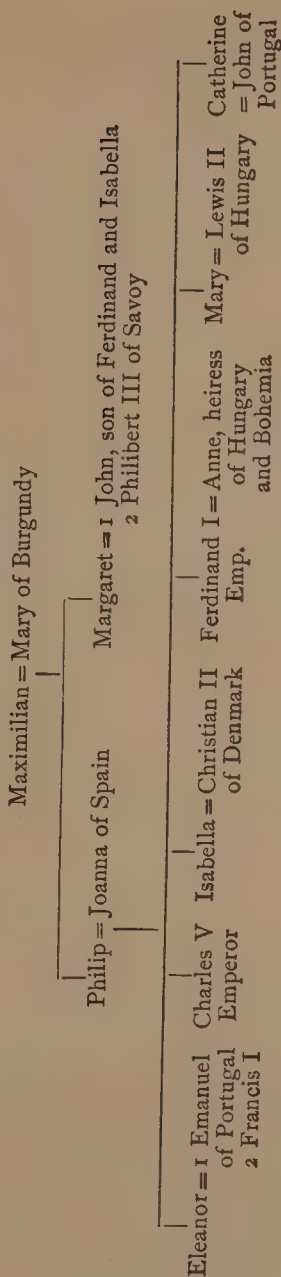 Maximilian = Mary of Burgundy
Philip = Joanna of Spain
Margaret = 1 John, son of Ferdinand and Isabella
2 Philibert III of Savoy
Eleanor = 1 Emanuel
of Portugal
2 Francis I
Charles V
Emperor
Isabella = Christian II
of Denmark
Ferdinand I = Anne, heiress
Emp.
of Hungary
and Bohemia
Mary = Lewis II
of Hungary
Catherine
= John of
Portugal